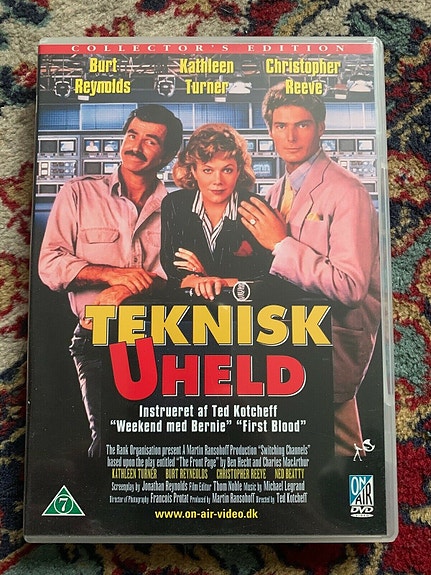 COLLECTOR'S EDITION
Burt Reynolds
Kathleen Turner
Christopher Reeve
TEKNISK
UHELD
Instrueret af Ted Kotcheff
"Weekend med Bernie" "First Blood"
The Rank Organisation present A Martin Ransohoff Production "Switching Channels"
based upon the play entitled "The Front Page" by Ben Hecht and Charles MacArthur
KATHLEEN TURNER BURT REYNOLDS CHRISTOPHER REEVE NED BEATTY
Screenplay by Jonathan Reynolds Film Editor Thom Noble Music by Michael Legrand
Director of Photography Francois Protat Produced by Martin Ransohoff Directed by Ted Kotcheff
7
www.on-air-video.dk
ON
AIR
DVD